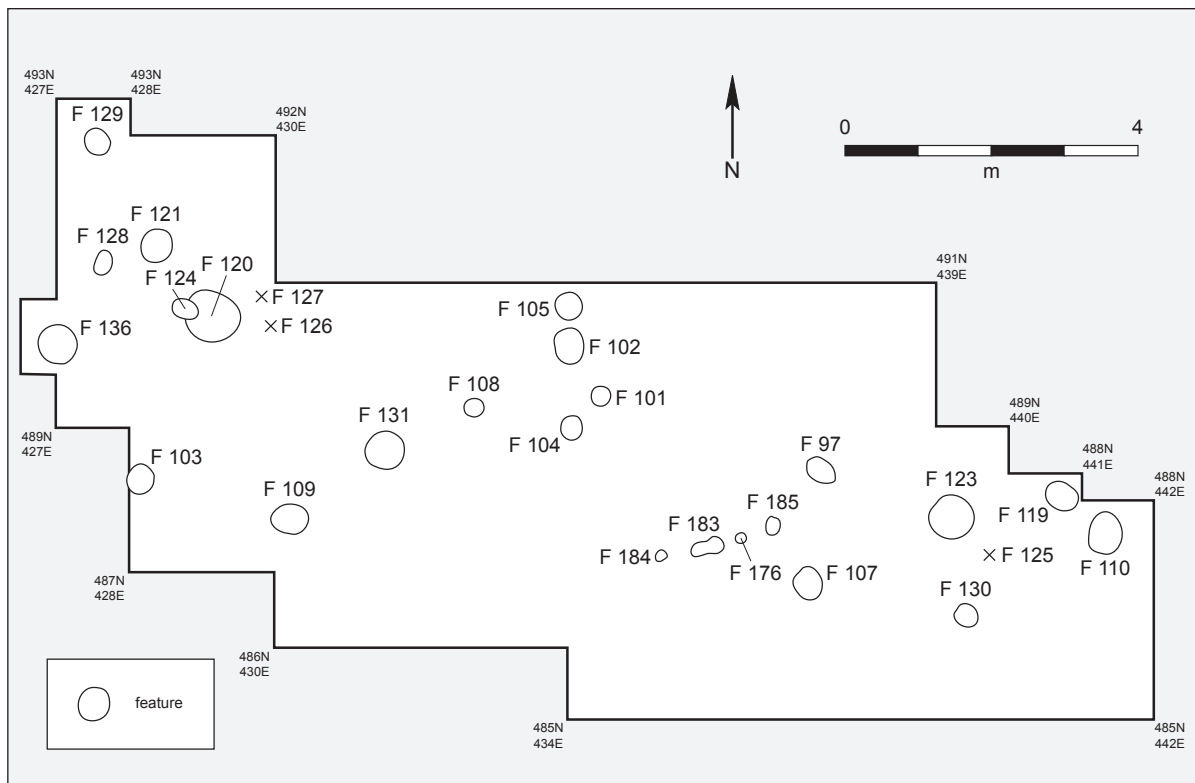 493N
427E
493N
428E
F 129
492N
430E
0
4
m
N
F 121
F 128
F 120
F 124
F 127
F 126
F 136
491N
439E
F 105
F 102
F 108
F 101
F 131
F 104
489N
427E
489N
440E
F 103
F 97
488N
441E
F 109
F 123
F 119
488N
442E
F 185
F 183
F 184
F 176
F 107
F 125
F 110
F 130
487N
428E
486N
430E
feature
485N
434E
485N
442E